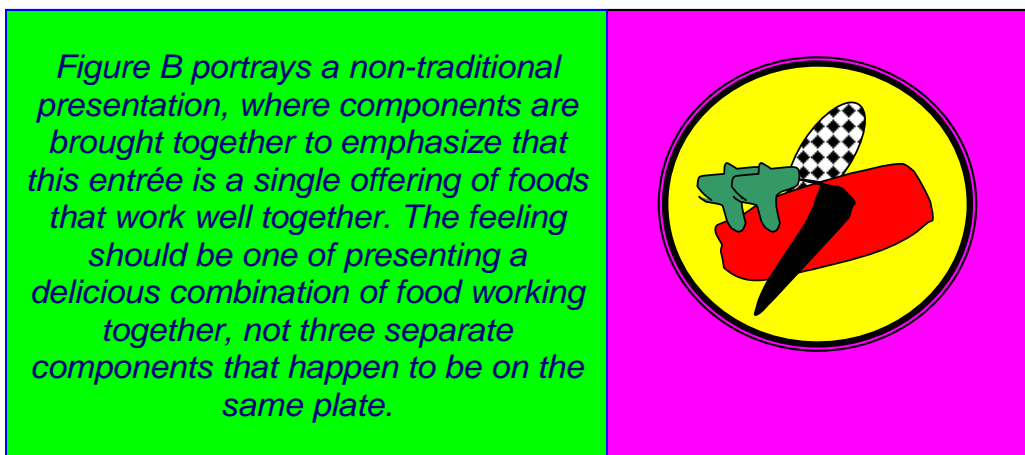 Figure B portrays a non-traditional
presentation, where components are
brought together to emphasize that
this entrée is a single offering of foods
that work well together. The feeling
should be one of presenting a
delicious combination of food working
together, not three separate
components that happen to be on the
same plate.